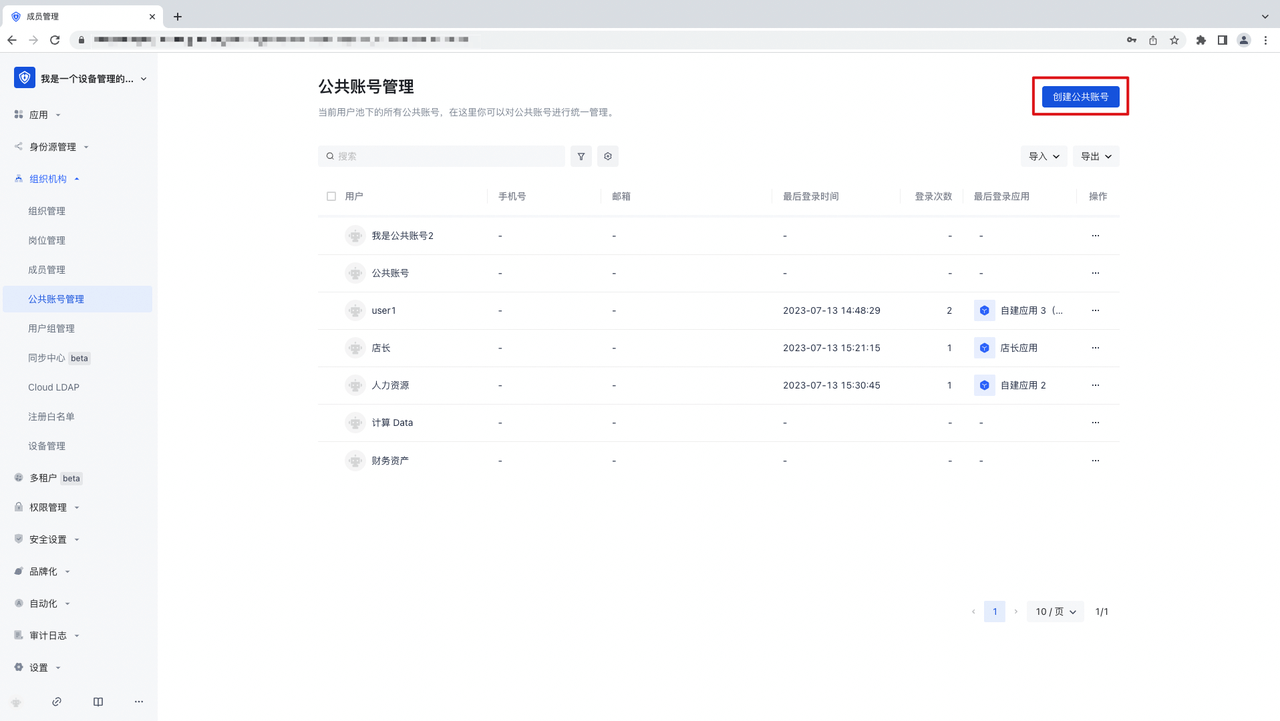 成员管理
我是一个设备管理的...
应用
身份源管理
组织机构
组织管理
岗位管理
成员管理
公共账号管理
用户组管理
同步中心 beta
Cloud LDAP
注册白名单
设备管理
多租户 beta
权限管理
安全设置
品牌化
自动化
审计日志
设置
公共账号管理
当前用户池下的所有公共账号，在这里你可以对公共账号进行统一管理。
创建公共账号
搜索
导入
导出
用户 手机号 邮箱 最后登录时间 登录次数 最后登录应用 操作
我是公共账号2 - - - - - ...
公共账号 - - - - - ...
user1 - - 2023-07-13 14:48:29 2 自建应用 3（... ...
店长 - - 2023-07-13 15:21:15 1 店长应用 ...
人力资源 - - 2023-07-13 15:30:45 1 自建应用 2 ...
计算 Data - - - - - ...
财务资产 - - - - - ...
1 10 / 页 1/1